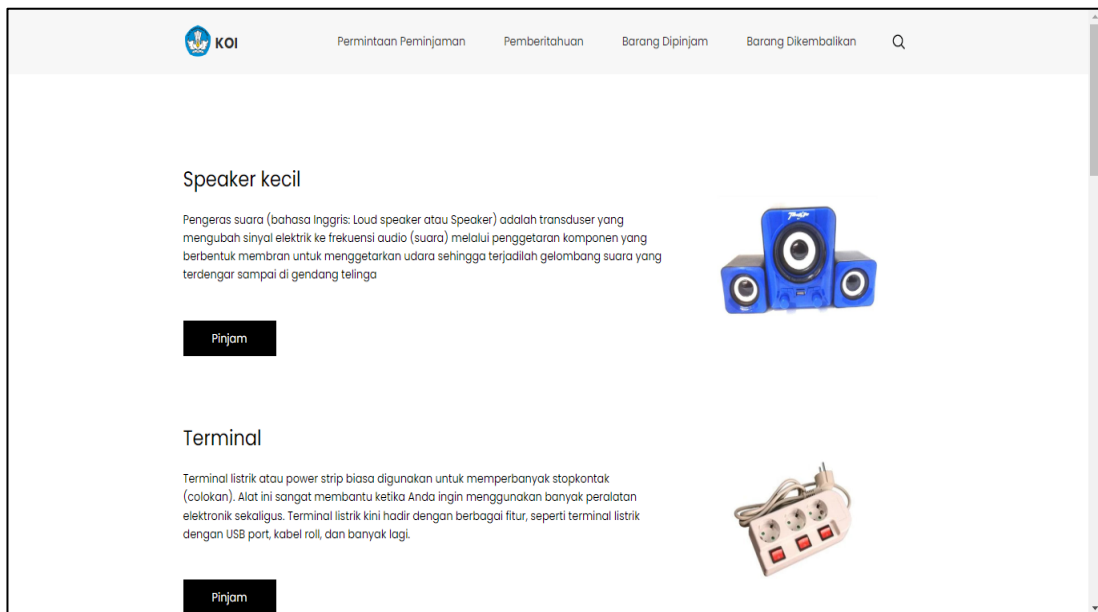 KOI
Permintaan Peminjaman
Pemberitahuan
Barang Dipinjam
Barang Dikembalikan
Speaker kecil
Pengeras suara (bahasa Inggris: Loud speaker atau Speaker) adalah transduser yang
mengubah sinyal elektrik ke frekuensi audio (suara) melalui penggetaran komponen yang
berbentuk membran untuk menggetarkan udara sehingga terjadilah gelombang suara yang
terdengar sampai di gendang telinga
Pinjam
Terminal
Terminal listrik atau power strip biasa digunakan untuk memperbanyak stopkontak
(colokan). Alat ini sangat membantu ketika Anda ingin menggunakan banyak peralatan
elektronik sekaligus. Terminal listrik kini hadir dengan berbagai fitur, seperti terminal listrik
dengan USB port, kabel roll, dan banyak lagi.
Pinjam